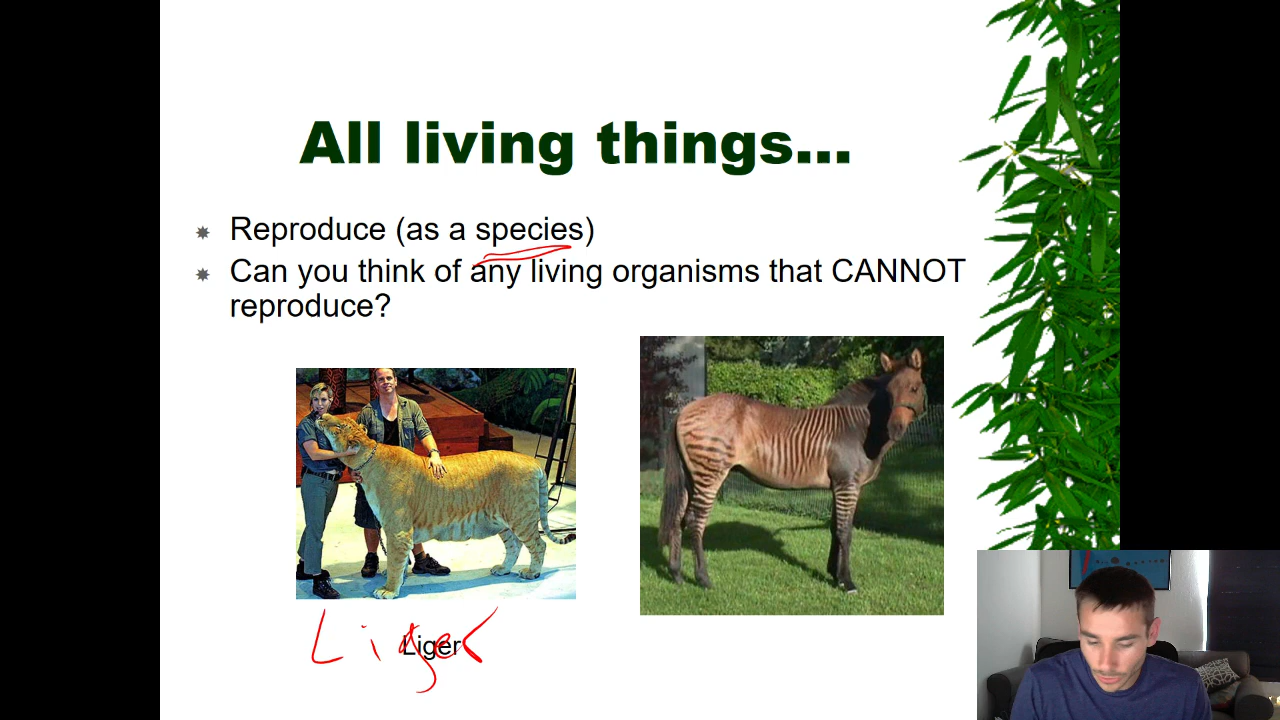 All living things...
Reproduce (as a species)
Can you think of any living organisms that CANNOT
reproduce?
Liger
Liger